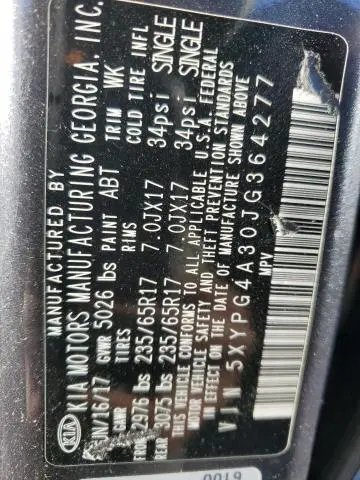 MANUFACTURED BY
KIA KIA MOTORS MANUFACTURING GEORGIA, INC.
N/16/17 GVWR 5026 lbs PAINT ABT TRIM WK
GAWR TIRES RIMS COLD TIRE INFL
FRONT 2976 lbs 235/65R17 7.0JX17 34psi SINGLE
REAR 3075 lbs 235/65R17 7.0JX17 34psi SINGLE
THIS VEHICLE CONFORMS TO ALL APPLICABLE U.S.A. FEDERAL
MOTOR VEHICLE SAFETY AND THEFT PREVENTION STANDARDS
IN EFFECT ON THE DATE OF MANUFACTURE SHOWN ABOVE
VIN 5XYPG4A30JG364277
MPV